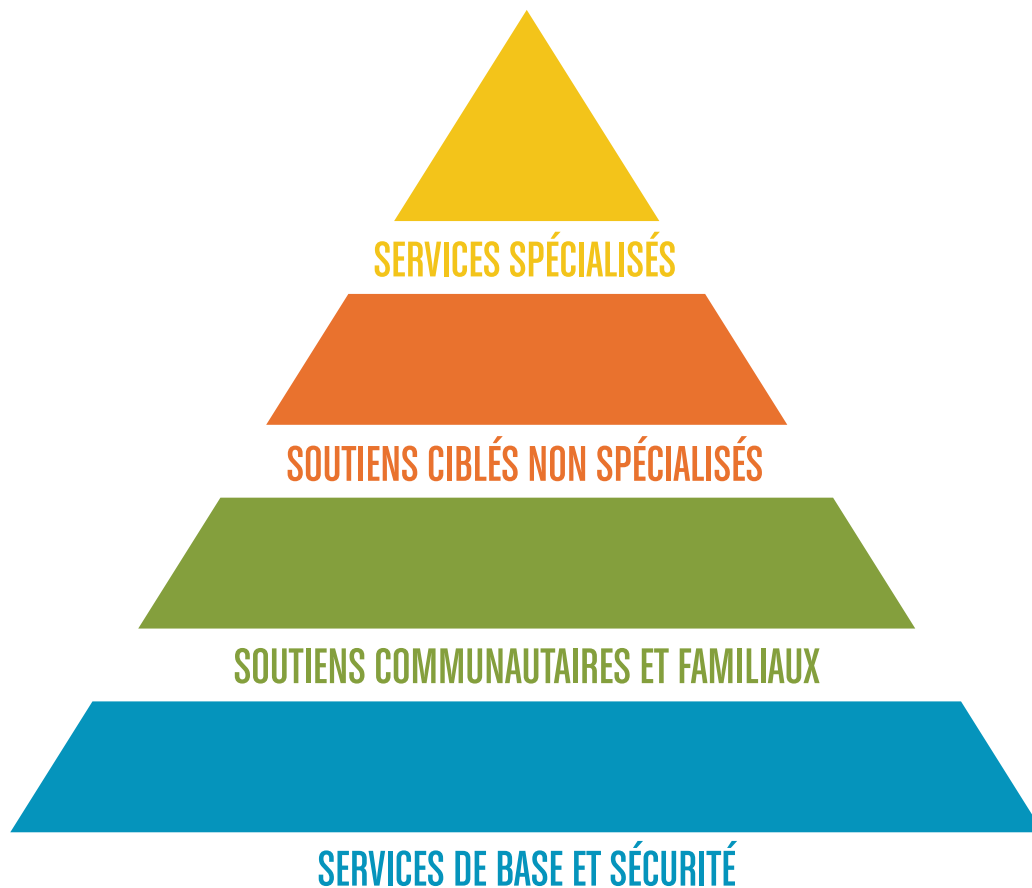 SERVICES SPÉCIALISÉS
SOUTIENS CIBLÉS NON SPÉCIALISÉS
SOUTIENS COMMUNAUTAIRES ET FAMILIAUX
SERVICES DE BASE ET SÉCURITÉ